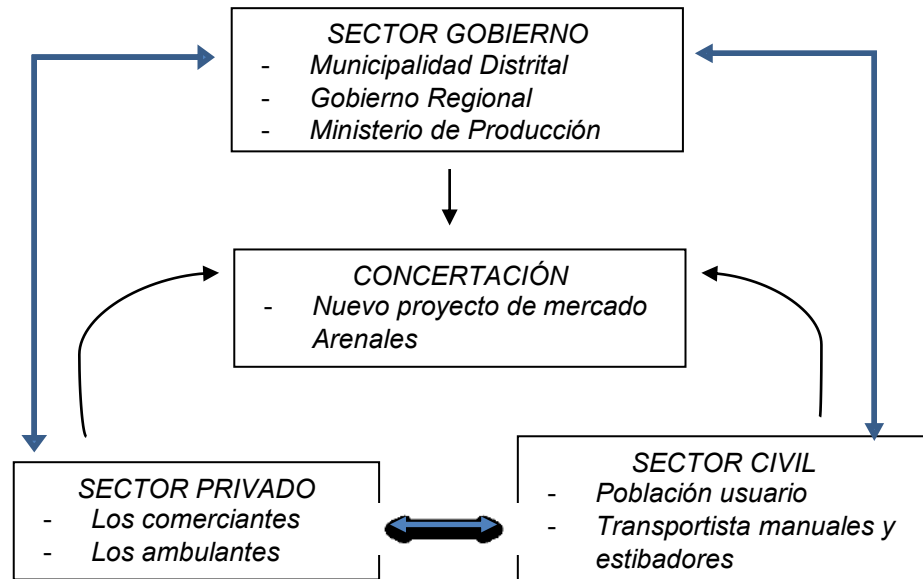 SECTOR GOBIERNO
- Municipalidad Distrital
- Gobierno Regional
- Ministerio de Producción
CONCERTACIÓN
- Nuevo proyecto de mercado
Arenales
SECTOR PRIVADO
- Los comerciantes
- Los ambulantes
SECTOR CIVIL
- Población usuario
- Transportista manuales y
estibadores